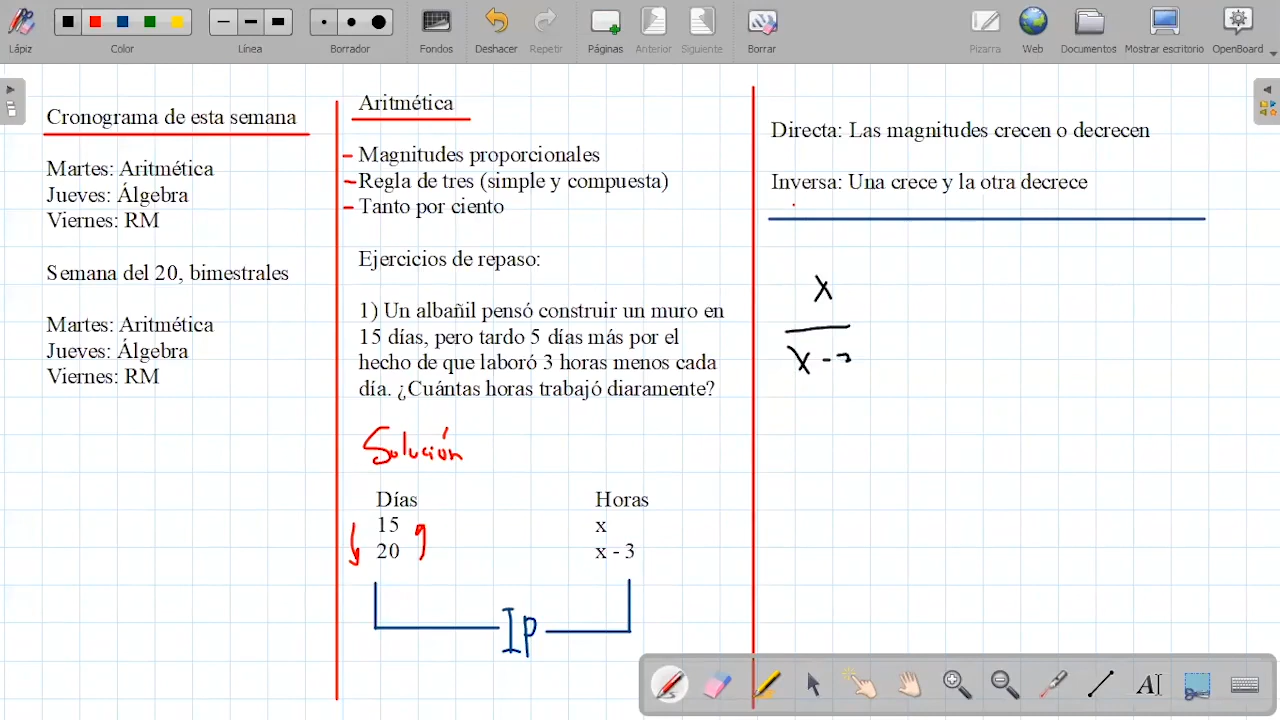 Lápiz
Color
Línea
Borrador
Fondos
Deshacer
Repetir
Páginas
Anterior
Siguiente
Borrar
Pizarra
Web
Documentos
Mostrar escritorio
OpenBoard
Cronograma de esta semana
Martes: Aritmética
Jueves: Álgebra
Viernes: RM
Semana del 20, bimestrales
Martes: Aritmética
Jueves: Álgebra
Viernes: RM
Aritmética
- Magnitudes proporcionales
- Regla de tres (simple y compuesta)
- Tanto por ciento
Ejercicios de repaso:
1) Un albañil pensó construir un muro en
15 días, pero tardo 5 días más por el
hecho de que laboró 3 horas menos cada
día. ¿Cuántas horas trabajó diaramente?
Solución
Días Horas
15 x
20 x - 3
Ip
Directa: Las magnitudes crecen o decrecen
Inversa: Una crece y la otra decrece
x
x -
AI